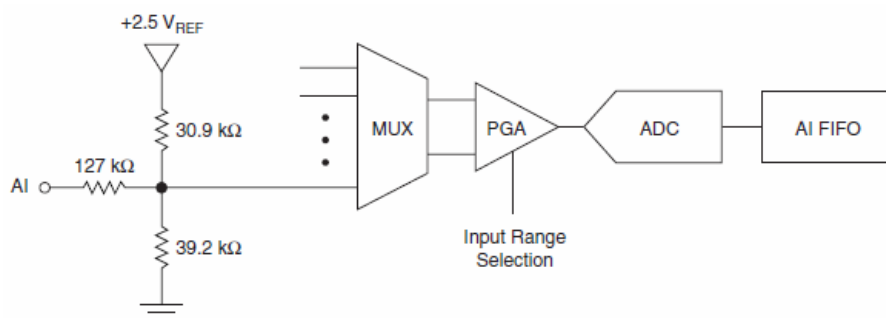 +2.5 VREF
30.9 kΩ
127 kΩ
AI
39.2 kΩ
MUX
PGA
ADC
AI FIFO
Input Range
Selection